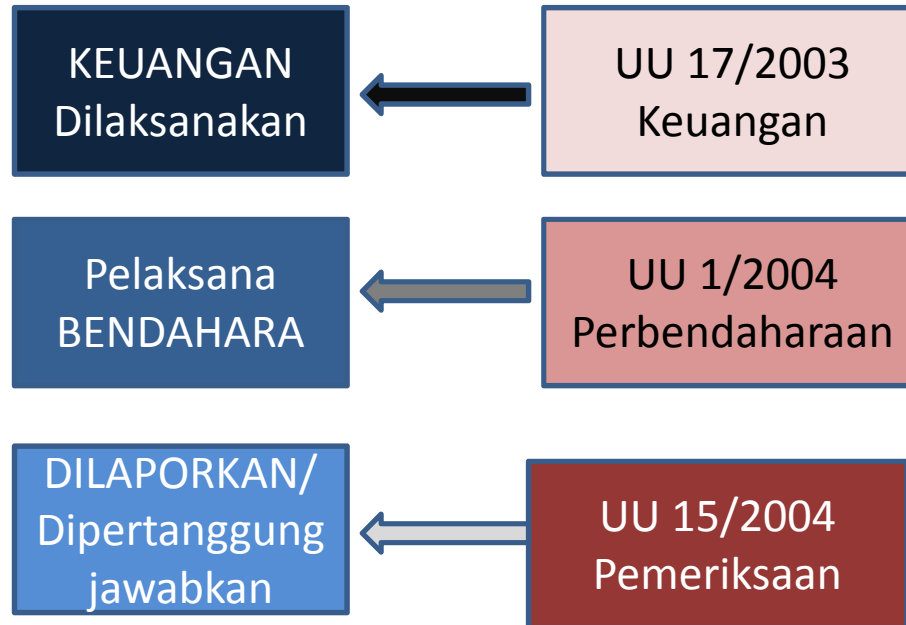 KEUANGAN
Dilaksanakan
UU 17/2003
Keuangan
Pelaksana
BENDAHARA
UU 1/2004
Perbendaharaan
DILAPORKAN/
Dipertanggung
jawabkan
UU 15/2004
Pemeriksaan